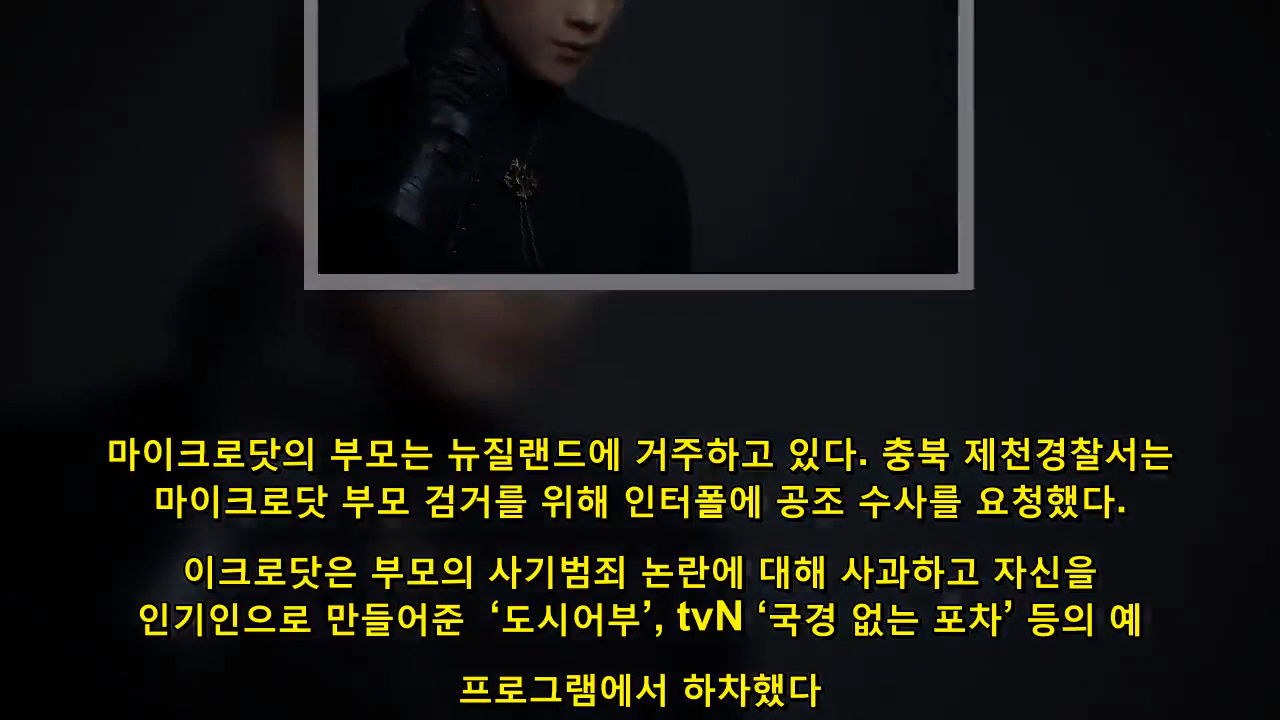 마이크로닷의 부모는 뉴질랜드에 거주하고 있다. 충북 제천경찰서는
마이크로닷 부모 검거를 위해 인터폴에 공조 수사를 요청했다.
이크로닷은 부모의 사기범죄 논란에 대해 사과하고 자신을
인기인으로 만들어준 ‘도시어부’, tvN ‘국경 없는 포차’ 등의 예
프로그램에서 하차했다